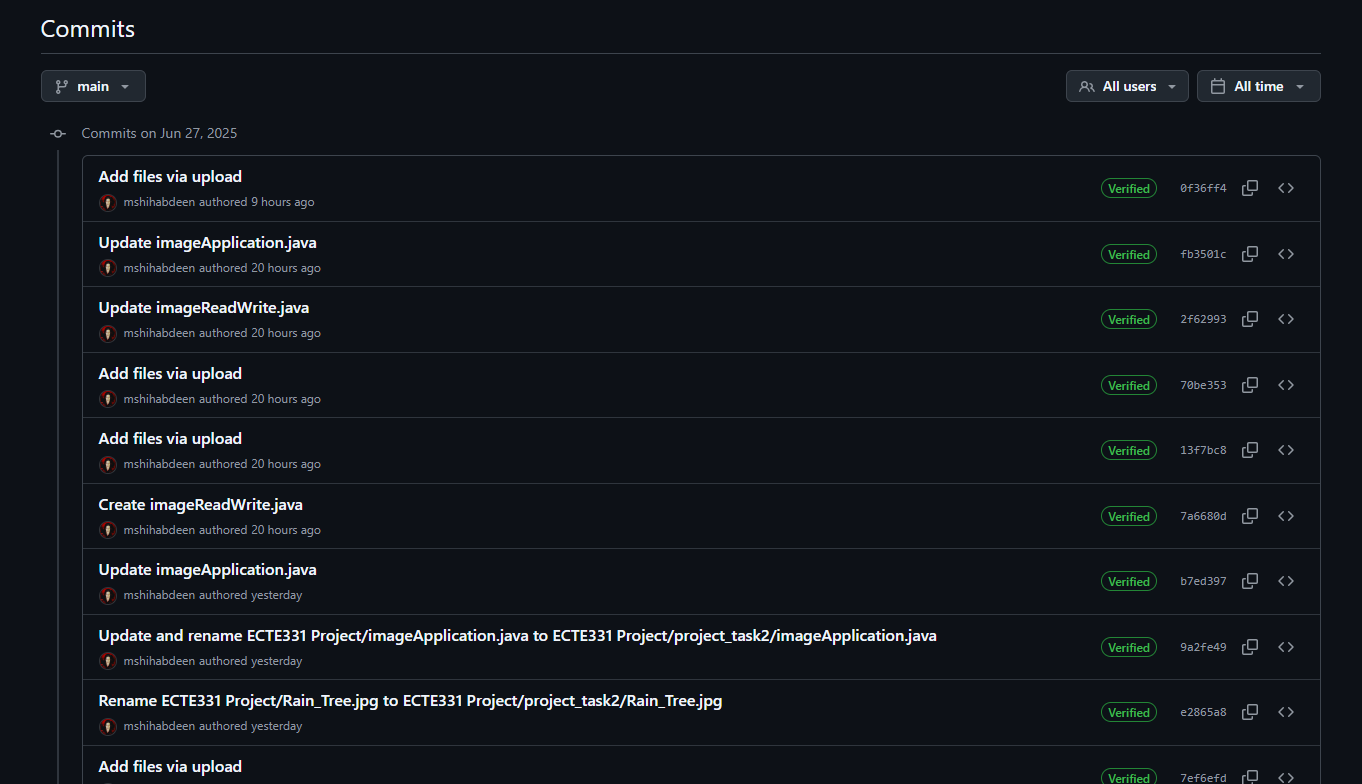 Commits
main
All users
All time
Commits on Jun 27, 2025
Add files via upload
mshihabdeen authored 9 hours ago
Verified
0f36ff4
Update imageApplication.java
mshihabdeen authored 20 hours ago
Verified
fb3501c
Update imageReadWrite.java
mshihabdeen authored 20 hours ago
Verified
2f62993
Add files via upload
mshihabdeen authored 20 hours ago
Verified
70be353
Add files via upload
mshihabdeen authored 20 hours ago
Verified
13f7bc8
Create imageReadWrite.java
mshihabdeen authored 20 hours ago
Verified
7a6680d
Update imageApplication.java
mshihabdeen authored yesterday
Verified
b7ed397
Update and rename ECTE331 Project/imageApplication.java to ECTE331 Project/project_task2/imageApplication.java
mshihabdeen authored yesterday
Verified
9a2fe49
Rename ECTE331 Project/Rain_Tree.jpg to ECTE331 Project/project_task2/Rain_Tree.jpg
mshihabdeen authored yesterday
Verified
e2865a8
Add files via upload
Verified
7ef6efd